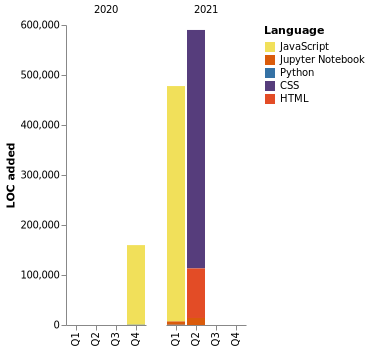 2020 2021
600,000
500,000
400,000
300,000
200,000
100,000
0
LOC added
Q1 Q2 Q3 Q4 Q1 Q2 Q3 Q4
Language
JavaScript
Jupyter Notebook
Python
CSS
HTML